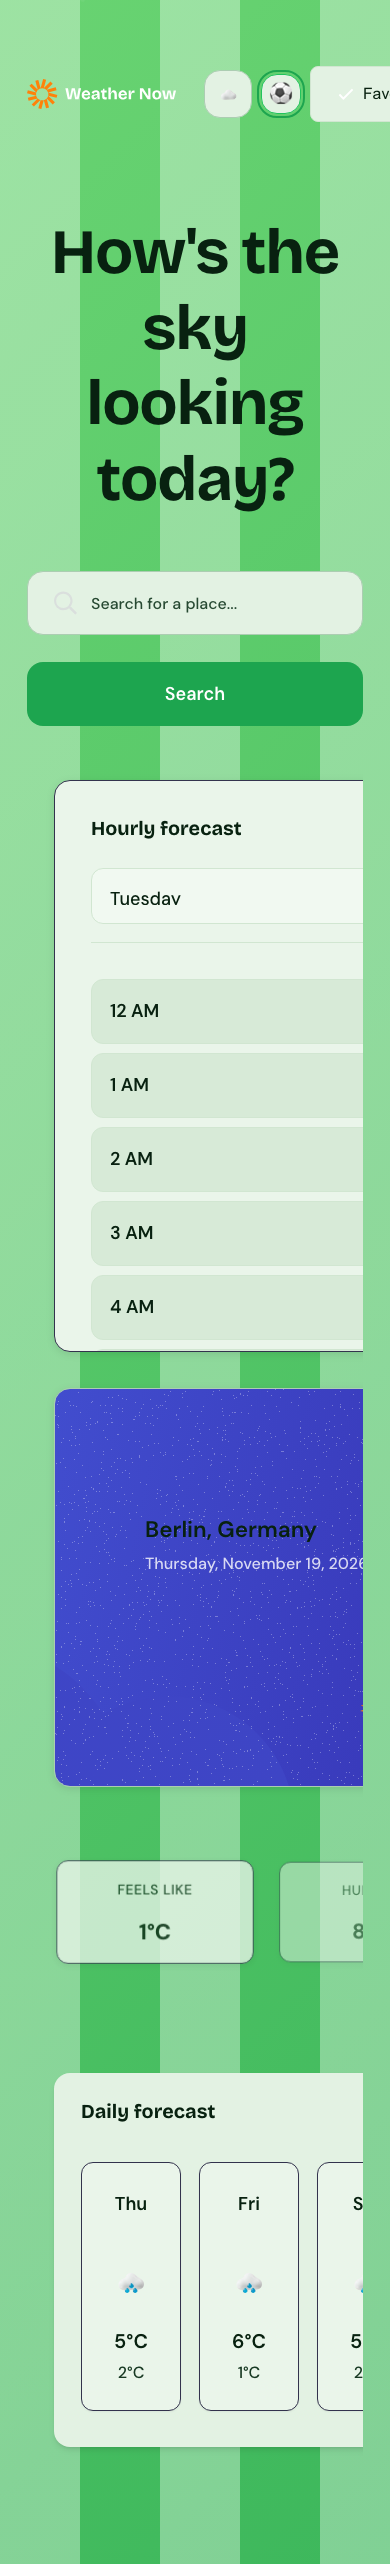 Weather Now
Fav
How's the
sky
looking
today?
Search for a place...
Search
Hourly forecast
Tuesday
12 AM
1 AM
2 AM
3 AM
4 AM
Berlin, Germany
Thursday, November 19, 2026
FEELS LIKE
HU
1°C
8
Daily forecast
Thu
Fri
S
5°C
6°C
5
2°C
1°C
2